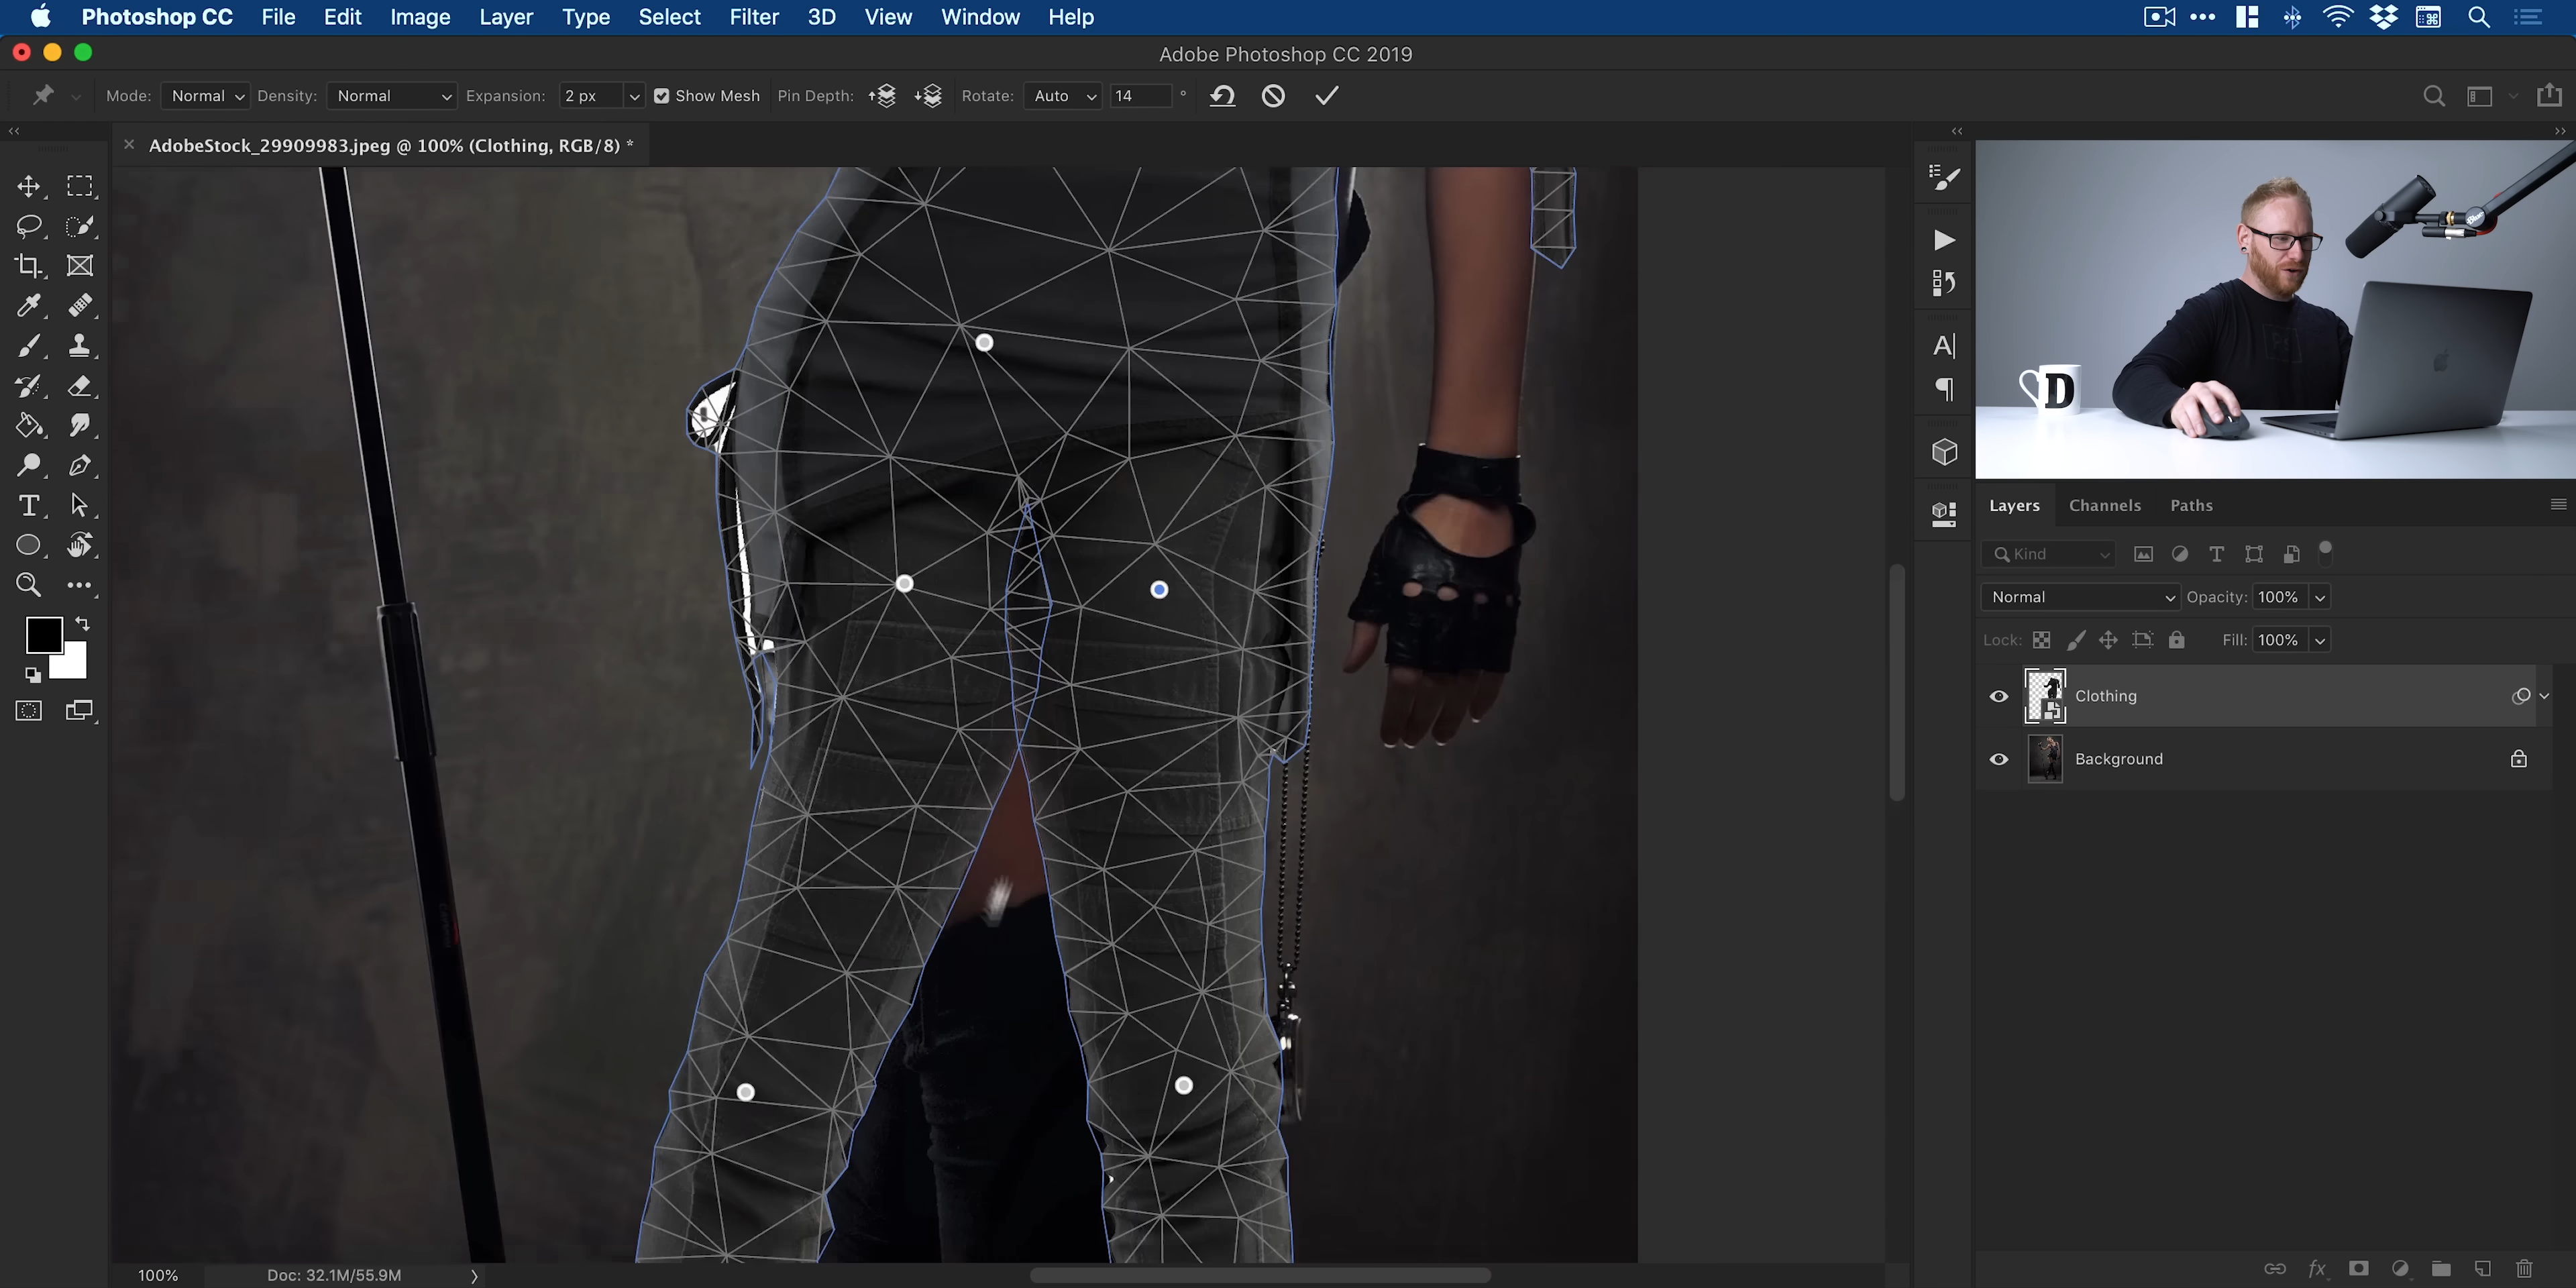 Photoshop CC File Edit Image Layer Type Select Filter 3D View Window Help
Adobe Photoshop CC 2019
Mode: Normal Density: Normal Expansion: 2 px Show Mesh Pin Depth: Rotate: Auto 14 °
AdobeStock_29909983.jpeg @ 100% (Clothing, RGB/8) *
D
Layers Channels Paths
Kind
Normal Opacity: 100%
Lock: Fill: 100%
Clothing
Background
100% Doc: 32.1M/55.9M